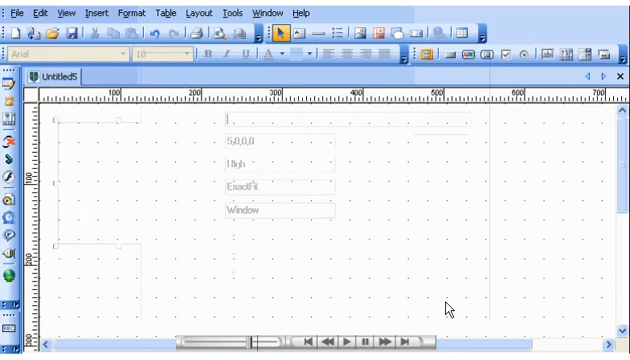 File Edit View Insert Format Table Layout Tools Window Help
Arial 10
Untitled5
100 200 300 400 500 600 700
100
200
300
5,0,0,0
High
ExactFit
Window